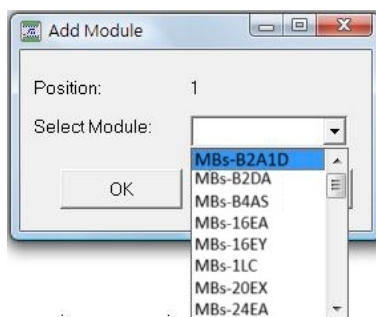 Add Module
Position: 1
Select Module:
MBs-B2A1D
MBs-B2DA
MBs-B4AS
MBs-16EA
MBs-16EY
MBs-1LC
MBs-20EX
MBs-24EA
OK